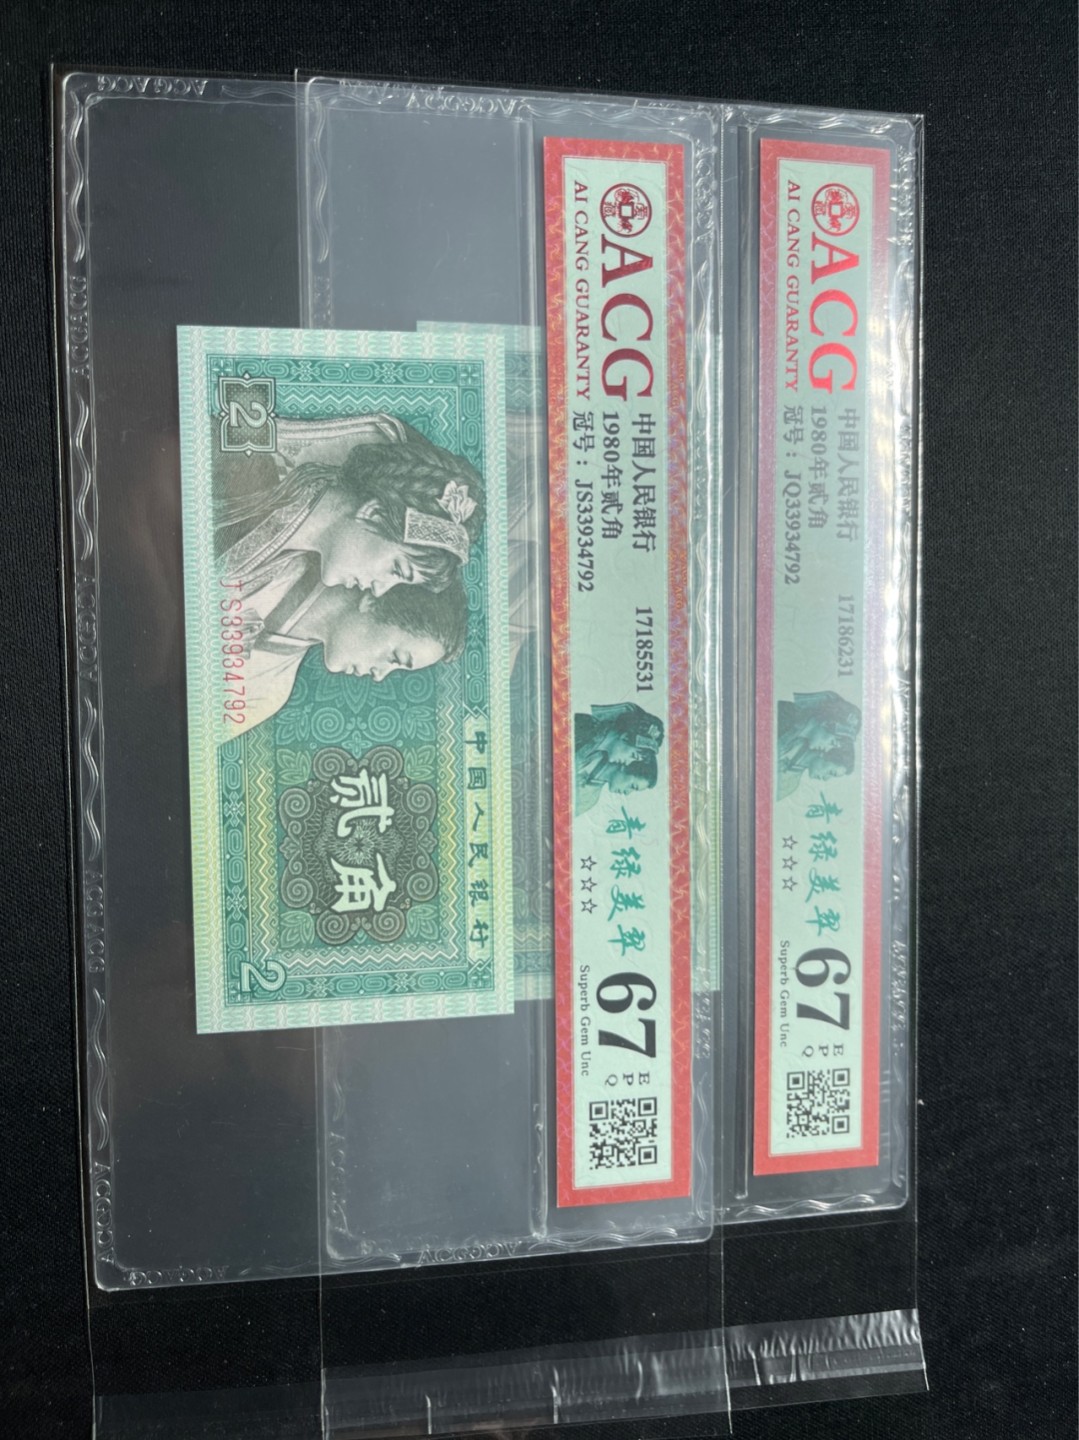 ACG
AI CANG GUARANTY
中国人民银行 17186231
1980年贰角
冠号：JQ33934792
青绿美翠
☆☆☆
67
EPQ
Superb Gem Unc
ACG
AI CANG GUARANTY
中国人民银行 17185531
1980年贰角
冠号：JS33934792
青绿美翠
☆☆☆
67
EPQ
Superb Gem Unc
中国人民银行
2
贰角
JS33934792
2